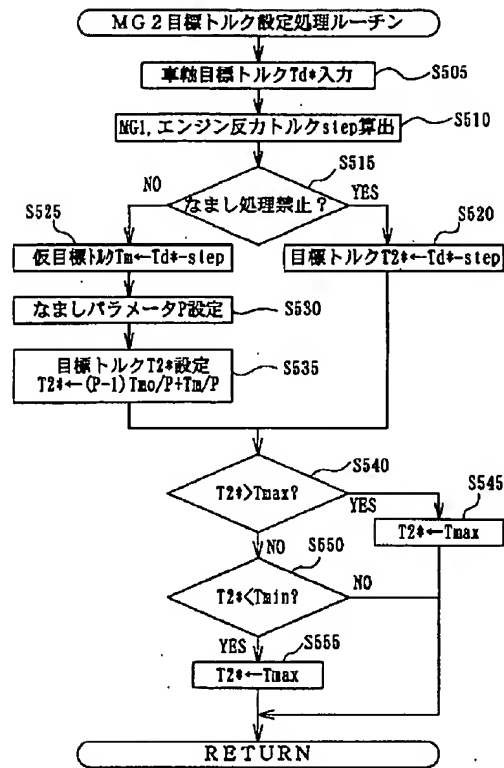 MG2目標トルク設定処理ルーチン
車軸目標トルクTd*入力
S505
MG1,エンジン反力トルクstep算出
S510
S515
なまし処理禁止?
NO
YES
S525
仮目標トルクTm←Td*-step
S520
目標トルクT2*←Td*-step
なましパラメータP設定
S530
目標トルクT2*設定
T2*←(P-1)Tmo/P+Tm/P
S535
S540
T2*>Tmax?
YES
S545
T2*←Tmax
NO
S550
T2*<Tmin?
NO
YES
S555
T2*←Tmax
RETURN